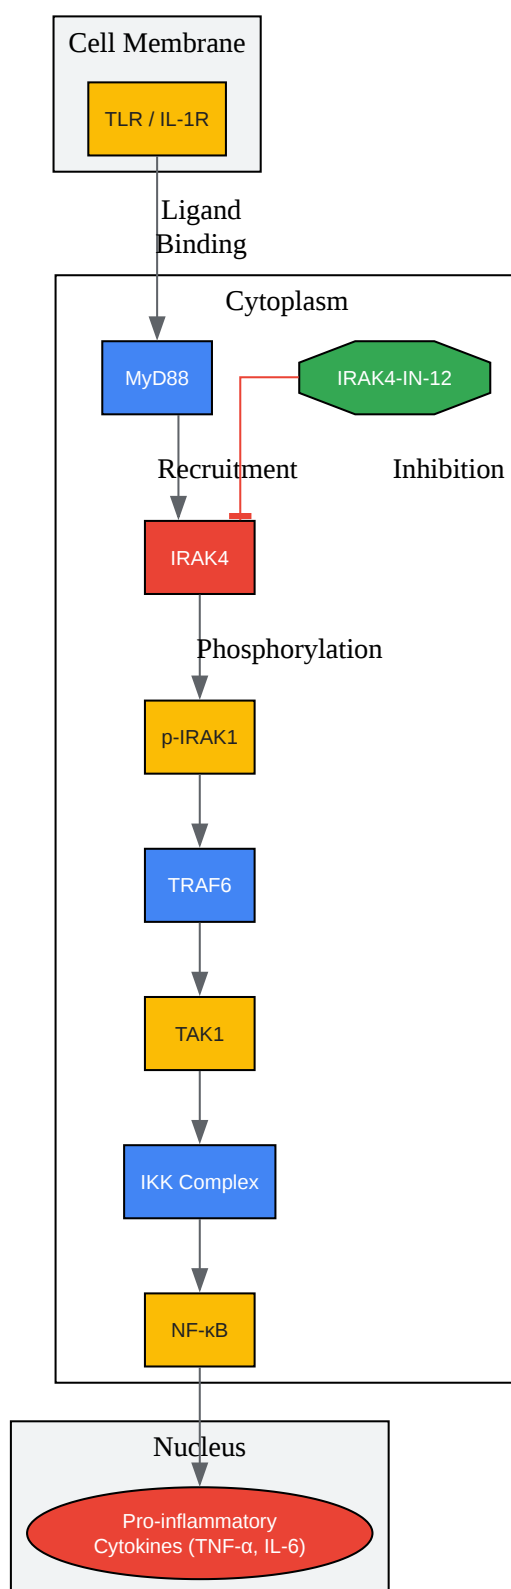 Cell Membrane
TLR / IL-1R
Ligand
Binding
Cytoplasm
MyD88
IRAK4-IN-12
Recruitment
Inhibition
IRAK4
Phosphorylation
p-IRAK1
TRAF6
TAK1
IKK Complex
NF-κB
Nucleus
Pro-inflammatory
Cytokines (TNF-α, IL-6)